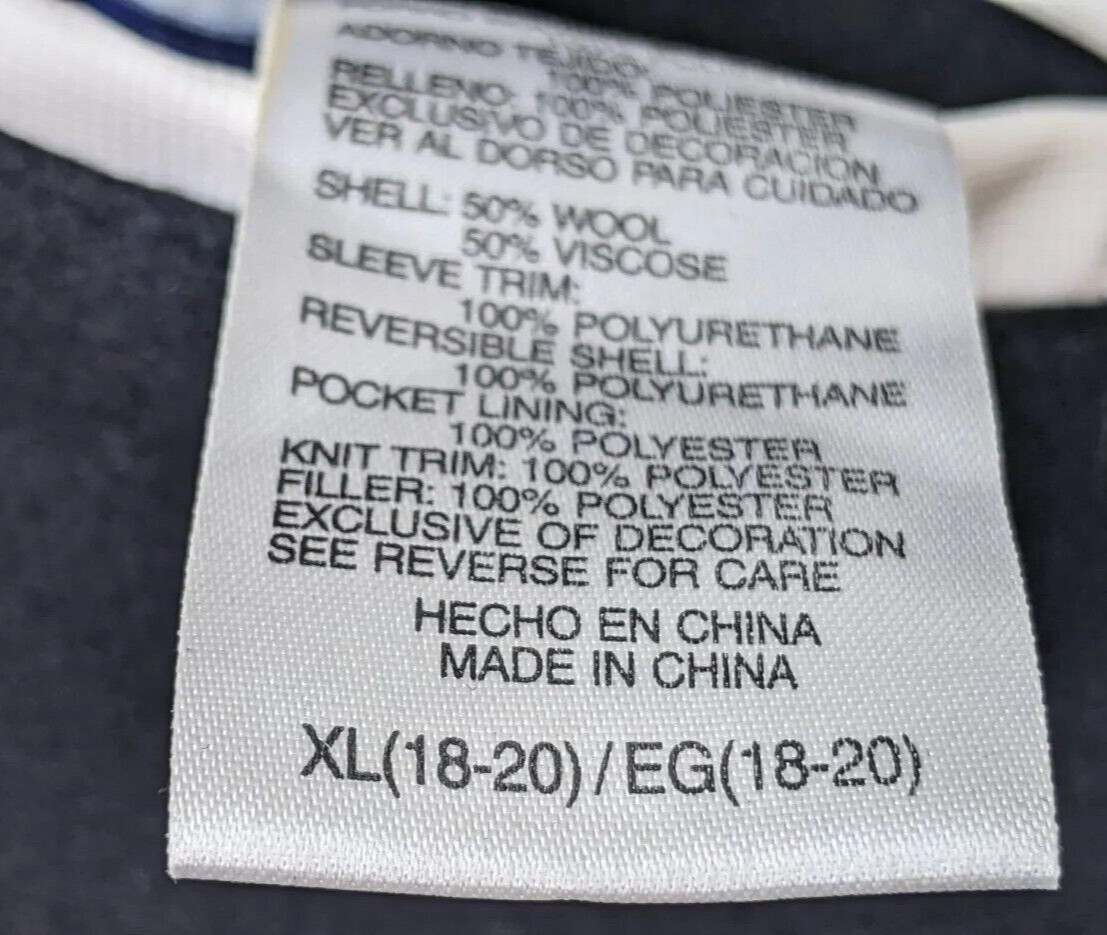 ADORNO TEJIDO:
100% POLIESTER
RELLENO: 100% POLIESTER
EXCLUSIVO DE DECORACION
VER AL DORSO PARA CUIDADO
SHELL: 50% WOOL
50% VISCOSE
SLEEVE TRIM:
100% POLYURETHANE
REVERSIBLE SHELL:
100% POLYURETHANE
POCKET LINING:
100% POLYESTER
KNIT TRIM: 100% POLYESTER
FILLER: 100% POLYESTER
EXCLUSIVE OF DECORATION
SEE REVERSE FOR CARE
HECHO EN CHINA
MADE IN CHINA
XL(18-20)/EG(18-20)